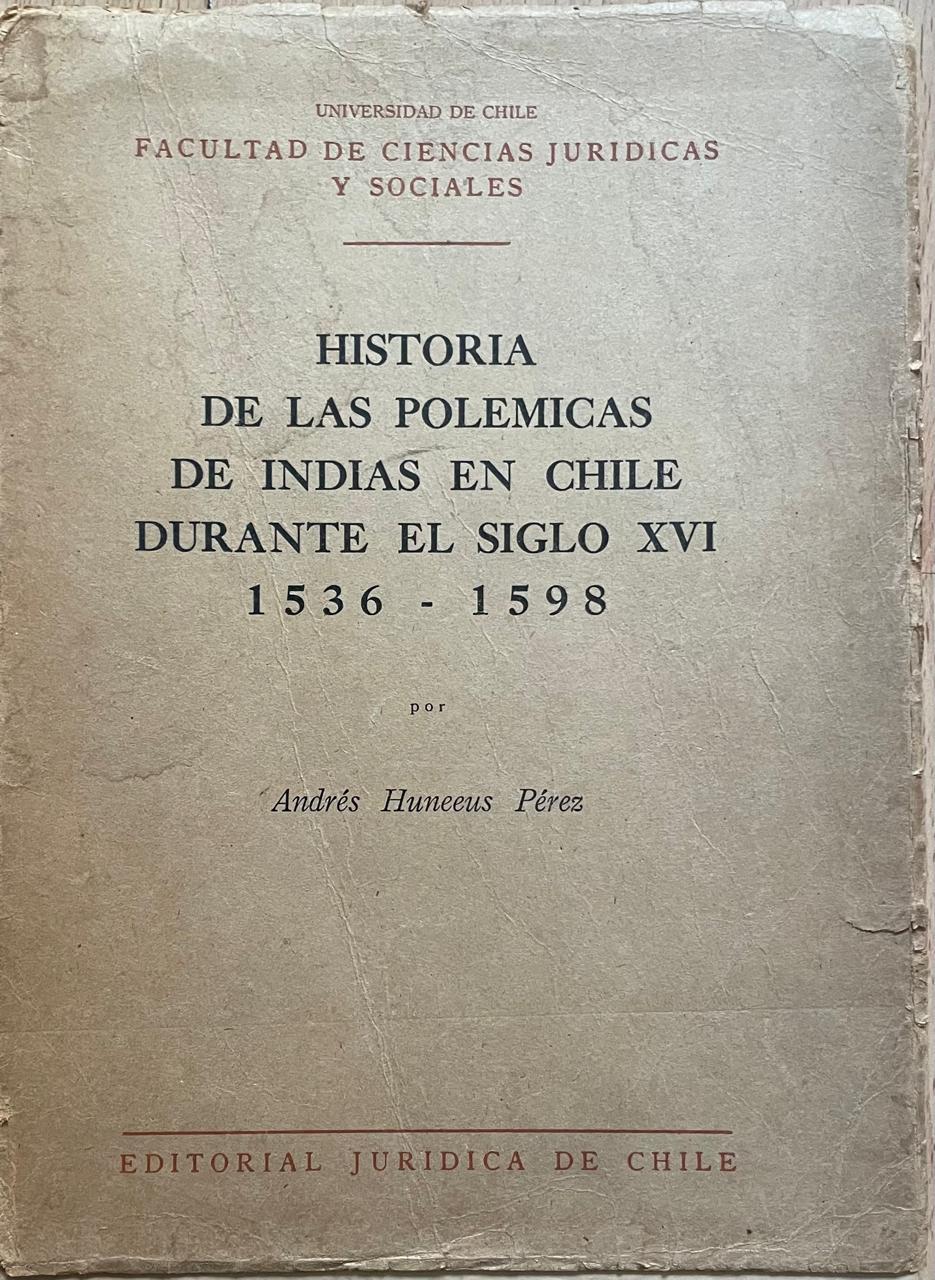 UNIVERSIDAD DE CHILE
FACULTAD DE CIENCIAS JURIDICAS
Y SOCIALES
HISTORIA
DE LAS POLEMICAS
DE INDIAS EN CHILE
DURANTE EL SIGLO XVI
1536 - 1598
por
Andrés Huneeus Pérez
EDITORIAL JURIDICA DE CHILE